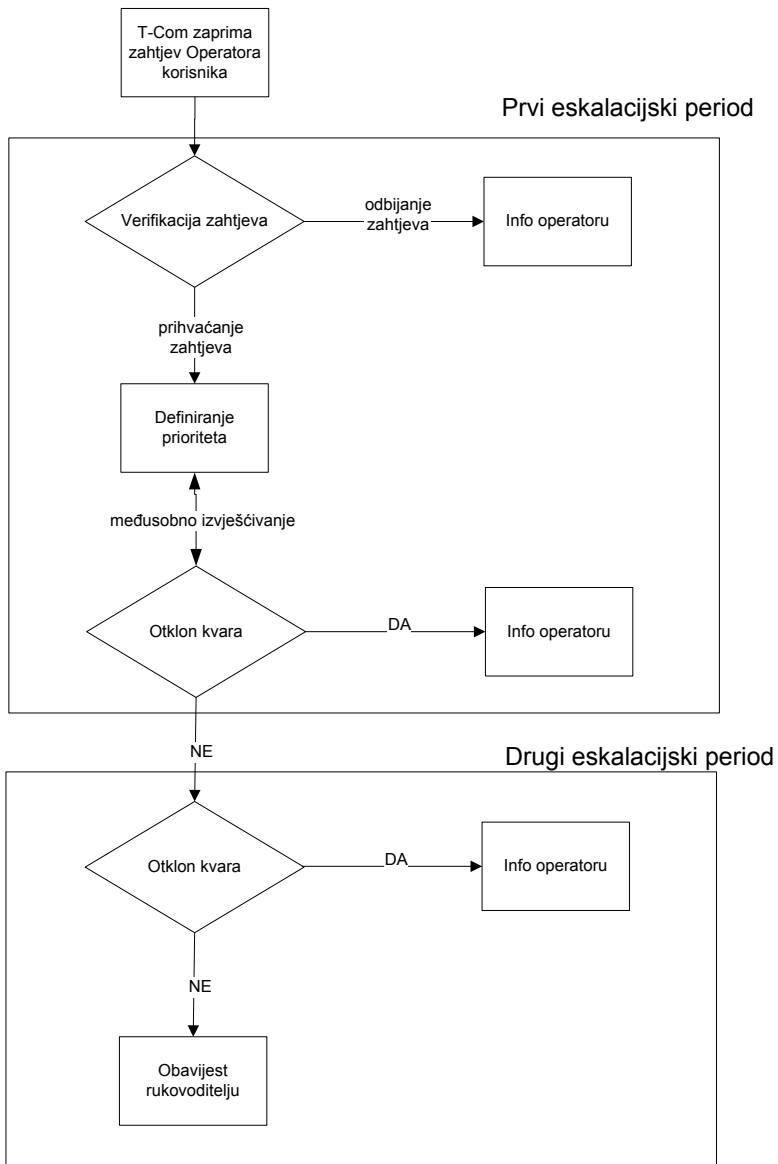 T-Com zaprima
zahtjev Operatora
korisnika
Prvi eskalacijski period
Verifikacija zahtjeva
odbijanje
zahtjeva
Info operatoru
prihvaćanje
zahtjeva
Definiranje
prioriteta
međusobno izvješćivanje
Otklon kvara
DA
Info operatoru
NE
Drugi eskalacijski period
Otklon kvara
DA
Info operatoru
NE
Obavijest
rukovoditelju